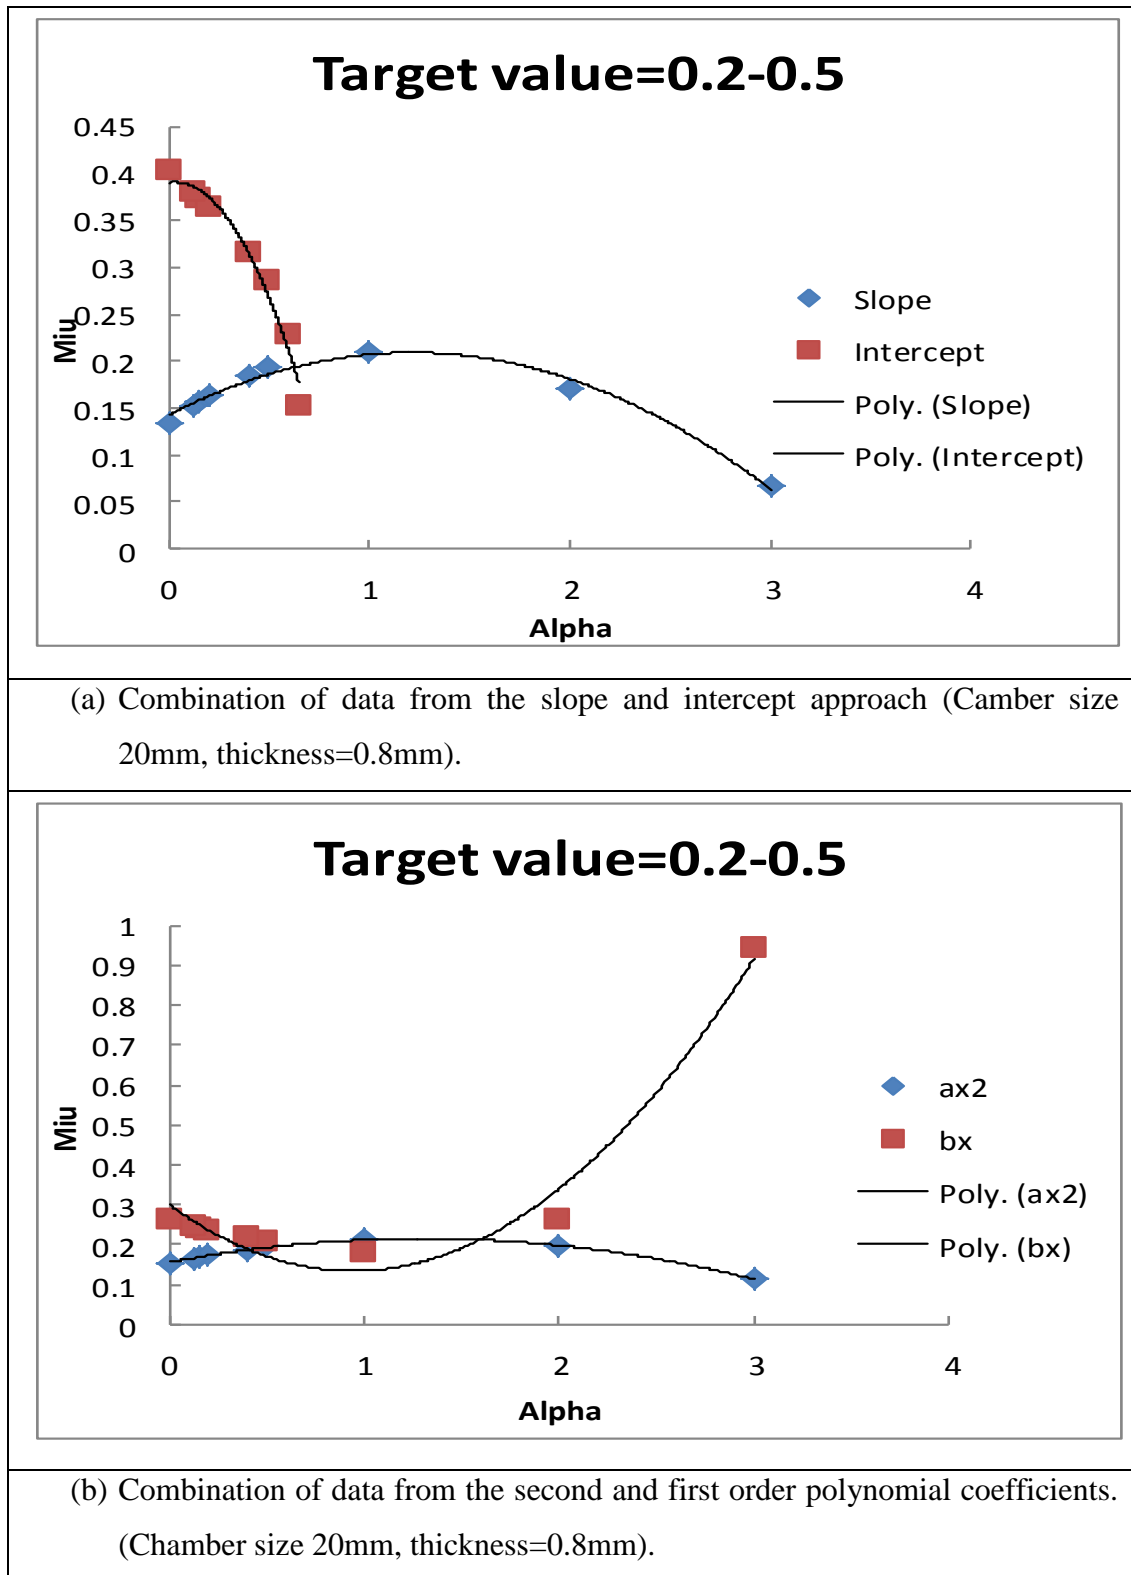 Target value=0.2-0.5
0.45
0.4
0.35
0.3
0.25
0.2
0.15
0.1
0.05
0
Miu
0 1 2 3 4
Alpha
Slope
Intercept
Poly. (Slope)
Poly. (Intercept)
(a) Combination of data from the slope and intercept approach (Camber size
20mm, thickness=0.8mm).
Target value=0.2-0.5
1
0.9
0.8
0.7
0.6
0.5
0.4
0.3
0.2
0.1
0
Miu
0 1 2 3 4
Alpha
ax2
bx
Poly. (ax2)
Poly. (bx)
(b) Combination of data from the second and first order polynomial coefficients.
(Chamber size 20mm, thickness=0.8mm).